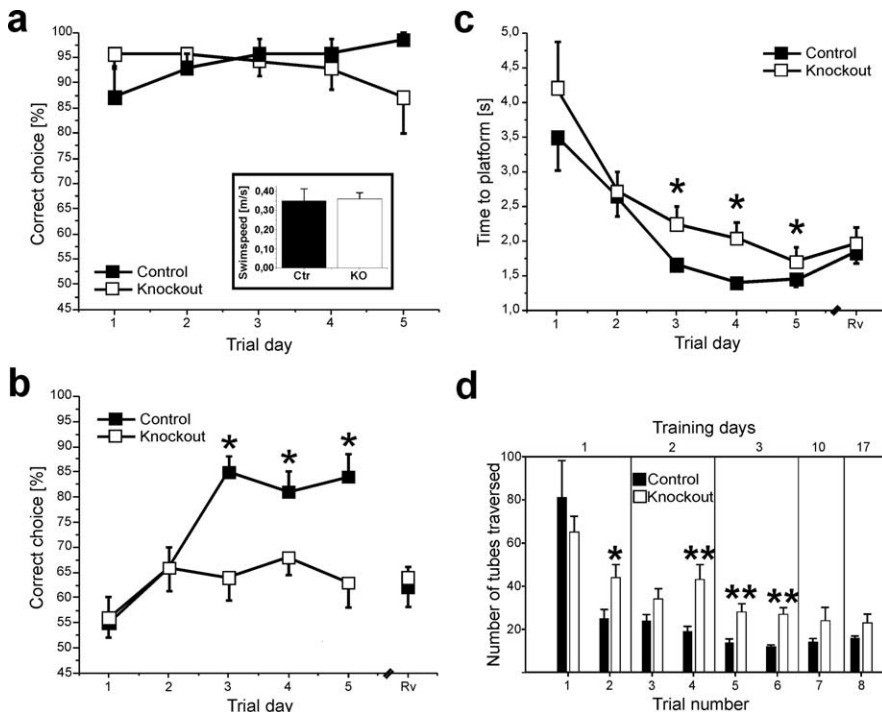 a
Correct choice [%]
100
95
90
85
80
75
70
65
60
55
50
45
Control
Knockout
Swimspeed [m/s]
0,40
0,30
0,20
0,10
0,00
Ctr
KO
1 2 3 4 5
Trial day
b
Correct choice [%]
100
95
90
85
80
75
70
65
60
55
50
45
Control
Knockout
* * *
1 2 3 4 5 Rv
Trial day
c
Time to platform [s]
5,0
4,5
4,0
3,5
3,0
2,5
2,0
1,5
1,0
Control
Knockout
* * *
1 2 3 4 5 Rv
Trial day
d
Training days
1 2 3 10 17
Number of tubes traversed
100
80
60
40
20
Control
Knockout
* ** ** **
1 2 3 4 5 6 7 8
Trial number